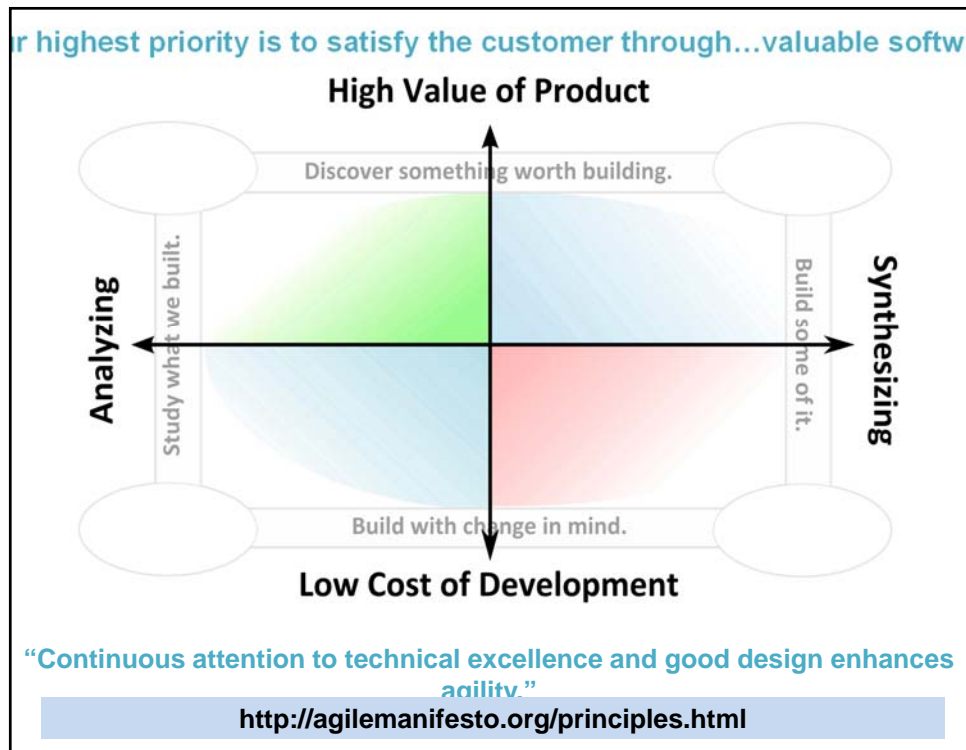 r highest priority is to satisfy the customer through…valuable softw
High Value of Product
Discover something worth building.
Analyzing
Study what we built.
Build some of it.
Synthesizing
Build with change in mind.
Low Cost of Development
“Continuous attention to technical excellence and good design enhances
agility.”
http://agilemanifesto.org/principles.html